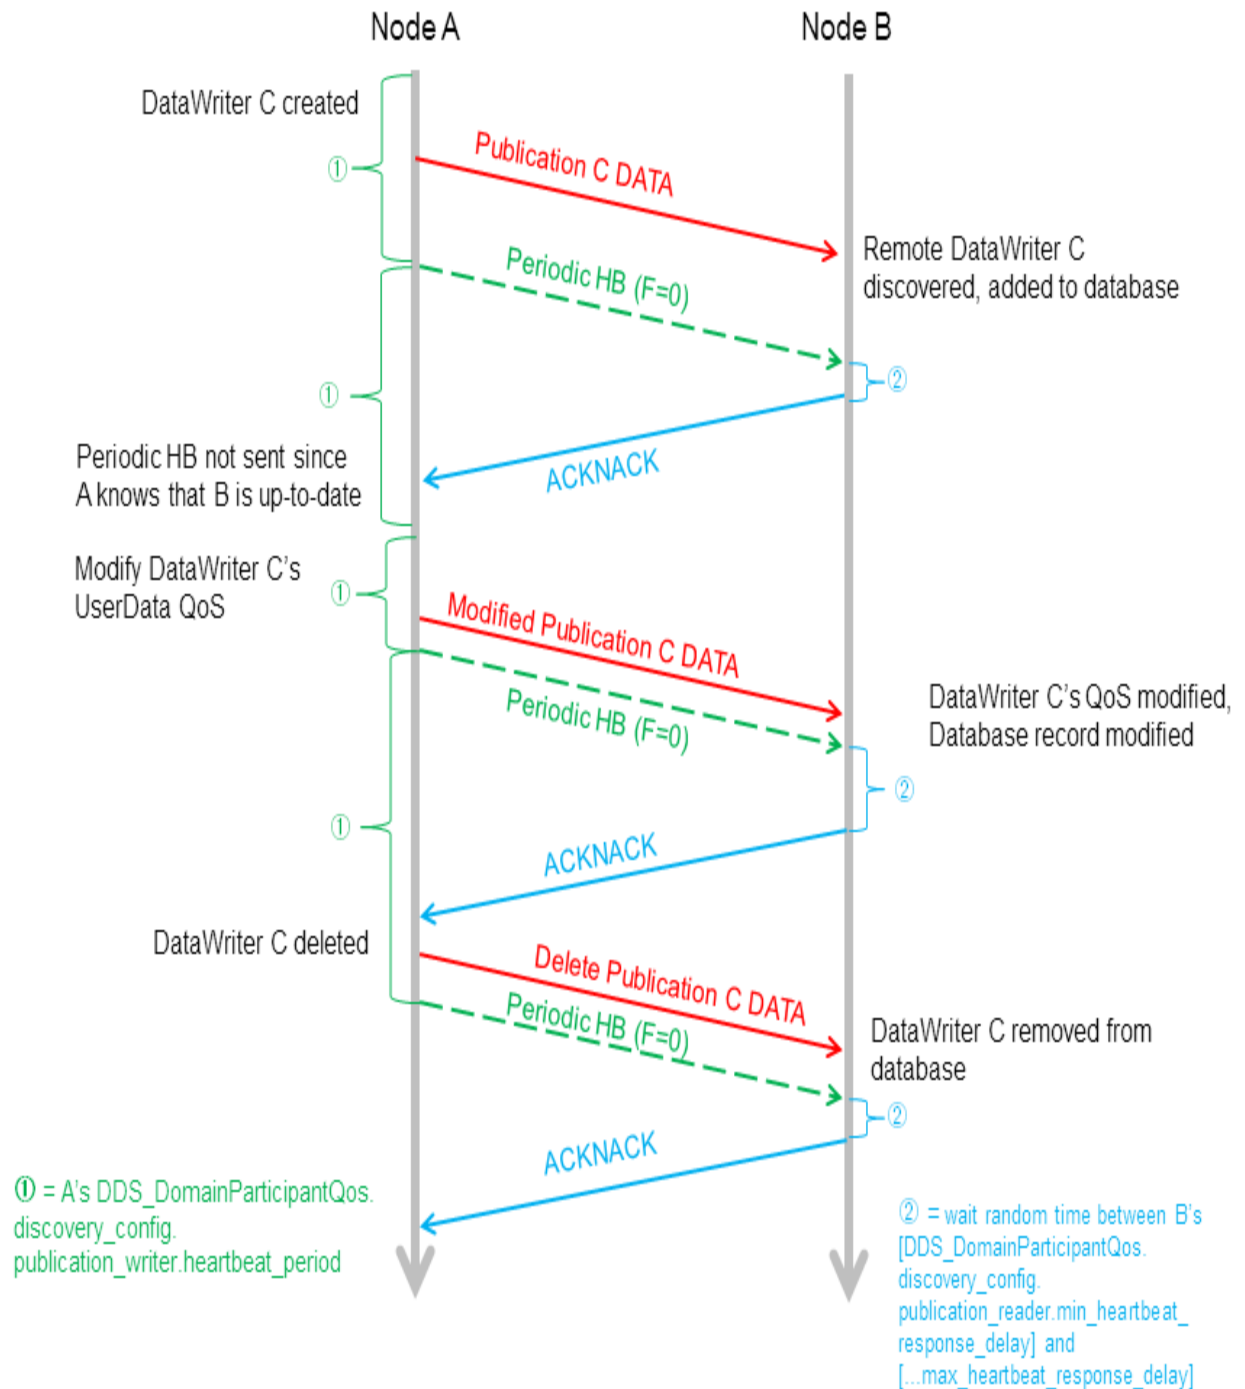 Node A
Node B
DataWriter C created
①
Publication C DATA
Remote DataWriter C
discovered, added to database
Periodic HB (F=0)
②
①
Periodic HB not sent since
A knows that B is up-to-date
ACKNACK
Modify DataWriter C's
UserData QoS
①
Modified Publication C DATA
Periodic HB (F=0)
DataWriter C's QoS modified,
Database record modified
②
①
ACKNACK
DataWriter C deleted
Delete Publication C DATA
Periodic HB (F=0)
DataWriter C removed from
database
②
ACKNACK
① = A's DDS_DomainParticipantQos.
discovery_config.
publication_writer.heartbeat_period
② = wait random time between B's
[DDS_DomainParticipantQos.
discovery_config.
publication_reader.min_heartbeat_
response_delay] and
[...max_heartbeat_response_delay]